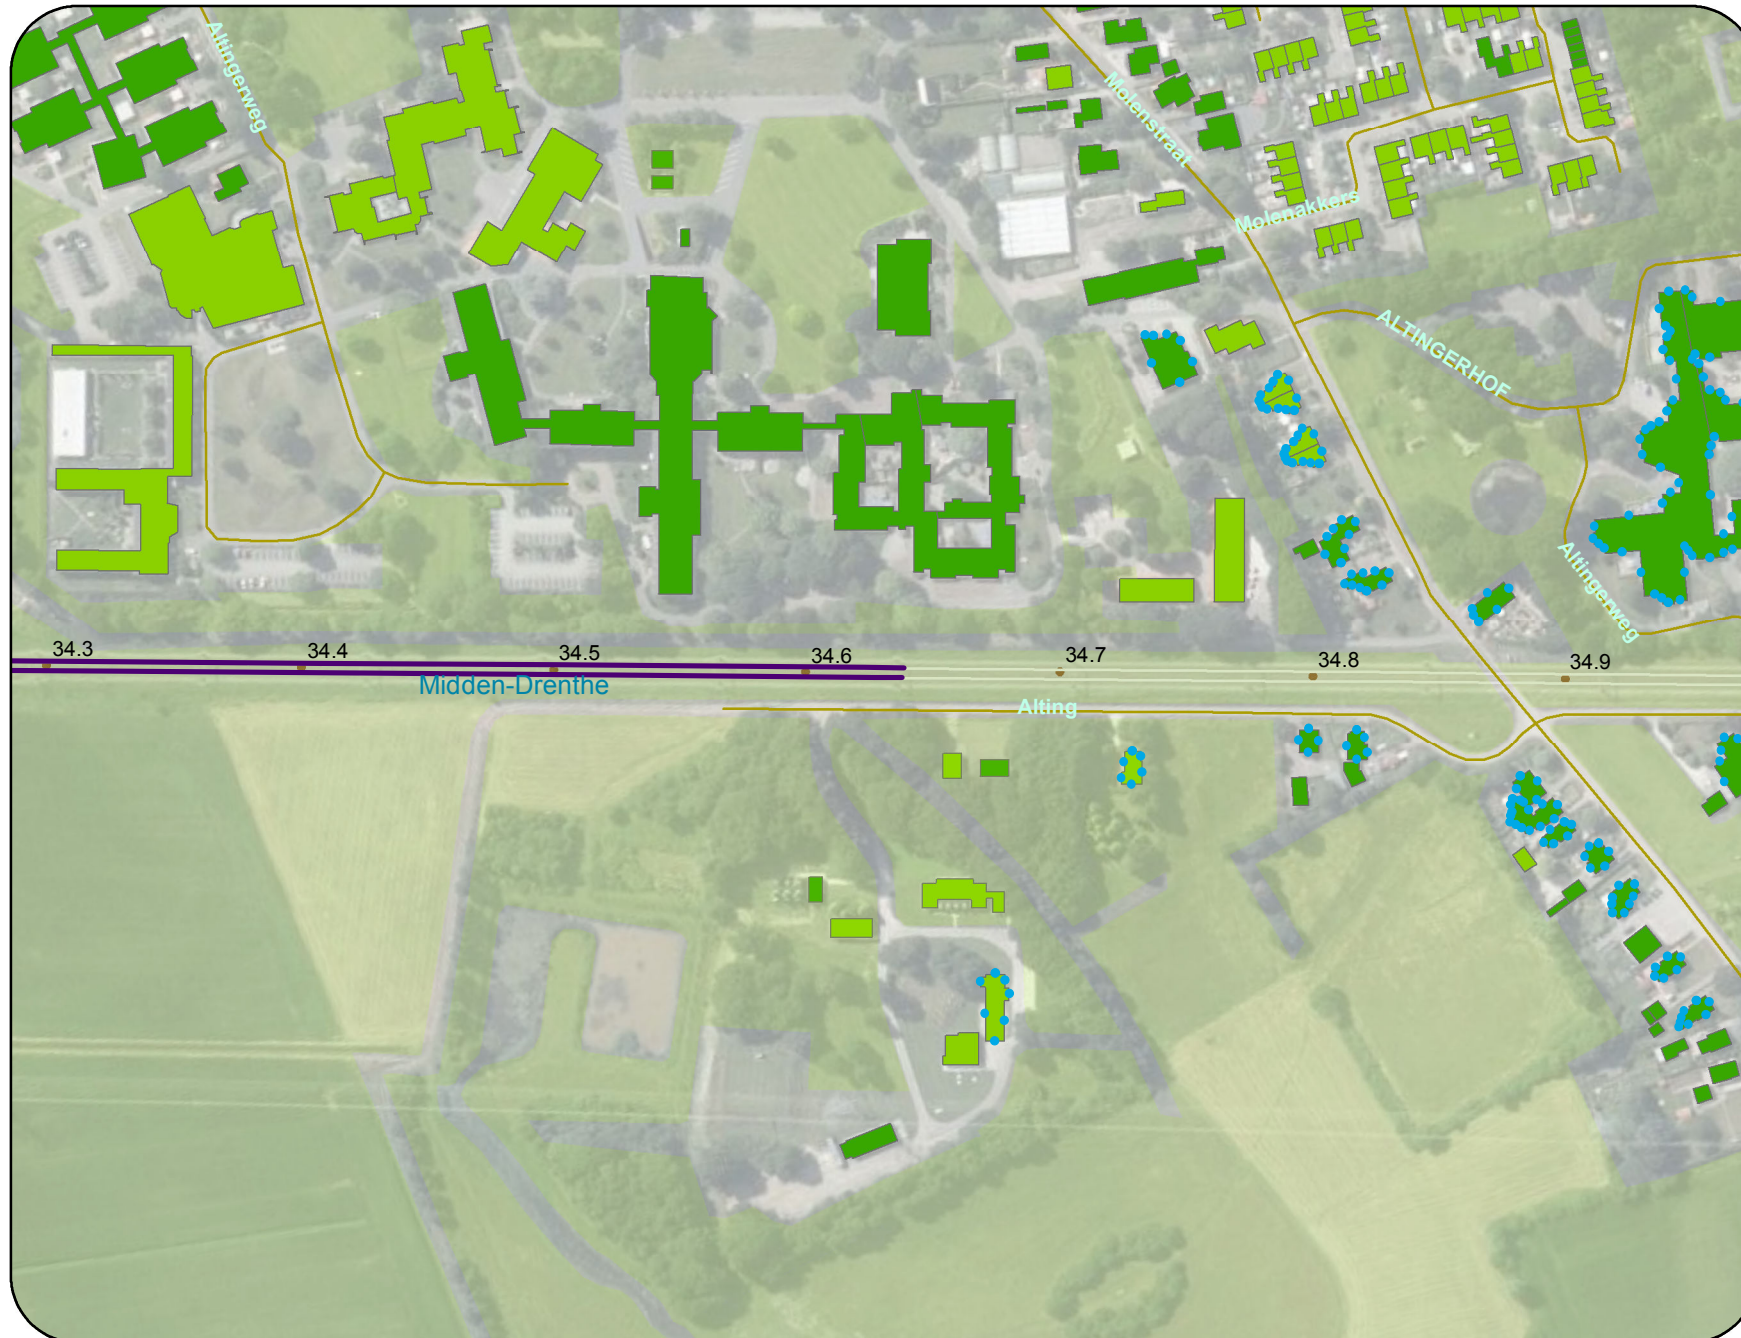 Altingerweg
Molenstraat
Molenakkers
ALTINGERHOF
Altingerweg
34.3
34.4
34.5
34.6
34.7
34.8
34.9
Midden-Drenthe
Alting